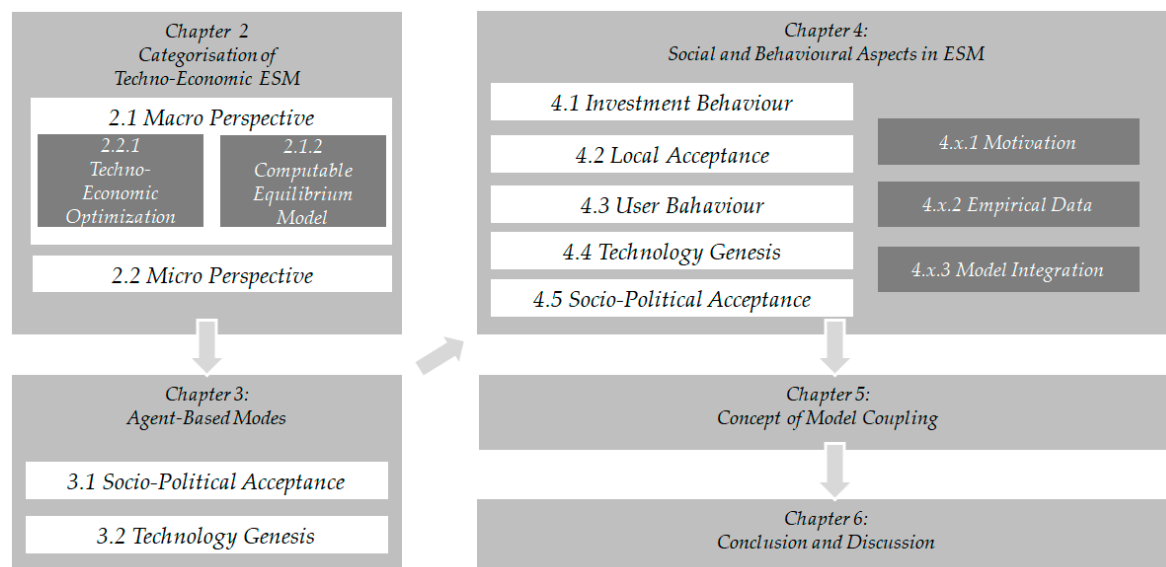 Chapter 2
Categorisation of
Techno-Economic ESM
2.1 Macro Perspective
2.2.1
Techno-
Economic
Optimization
2.1.2
Computable
Equilibrium
Model
2.2 Micro Perspective
Chapter 3:
Agent-Based Modes
3.1 Socio-Political Acceptance
3.2 Technology Genesis
Chapter 4:
Social and Behavioural Aspects in ESM
4.1 Investment Behaviour
4.2 Local Acceptance
4.3 User Bahaviour
4.4 Technology Genesis
4.5 Socio-Political Acceptance
4.x.1 Motivation
4.x.2 Empirical Data
4.x.3 Model Integration
Chapter 5:
Concept of Model Coupling
Chapter 6:
Conclusion and Discussion